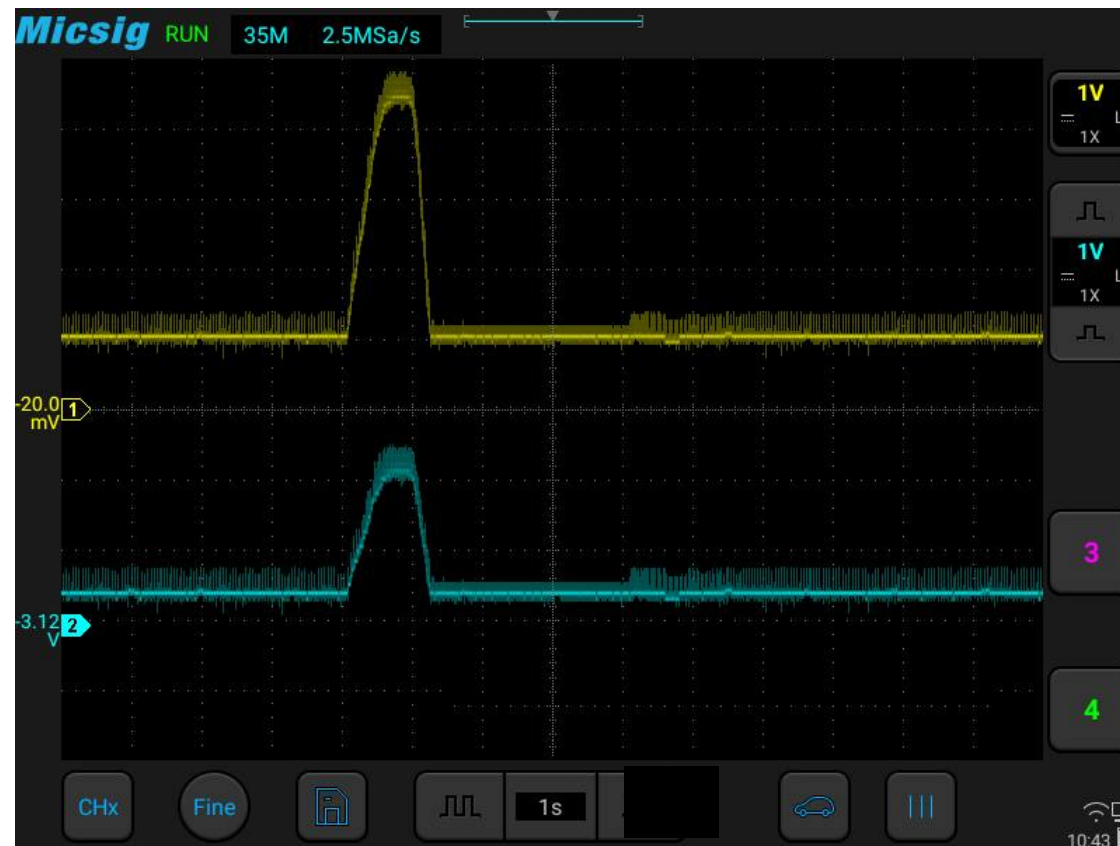 Micsig RUN 35M 2.5MSa/s
1V
L
1X
1V
L
1X
-20.0 1
mV
3
-3.12 2
V
4
CHx Fine 1s
10:43